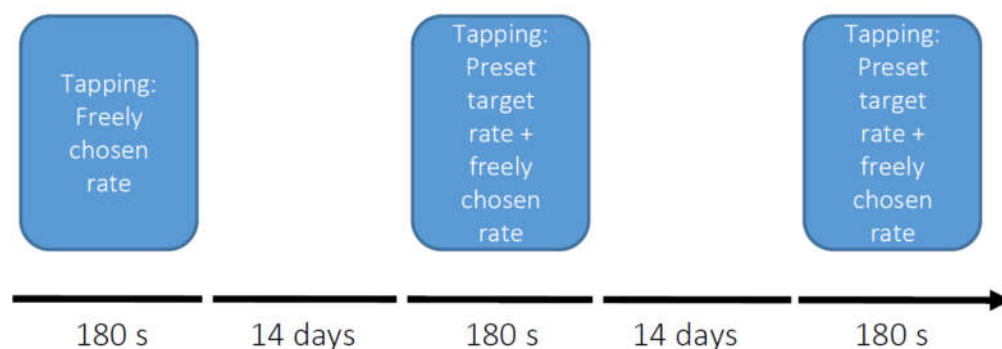 Tapping:
Freely
chosen
rate
Tapping:
Preset
target
rate +
freely
chosen
rate
Tapping:
Preset
target
rate +
freely
chosen
rate
180 s 14 days 180 s 14 days 180 s